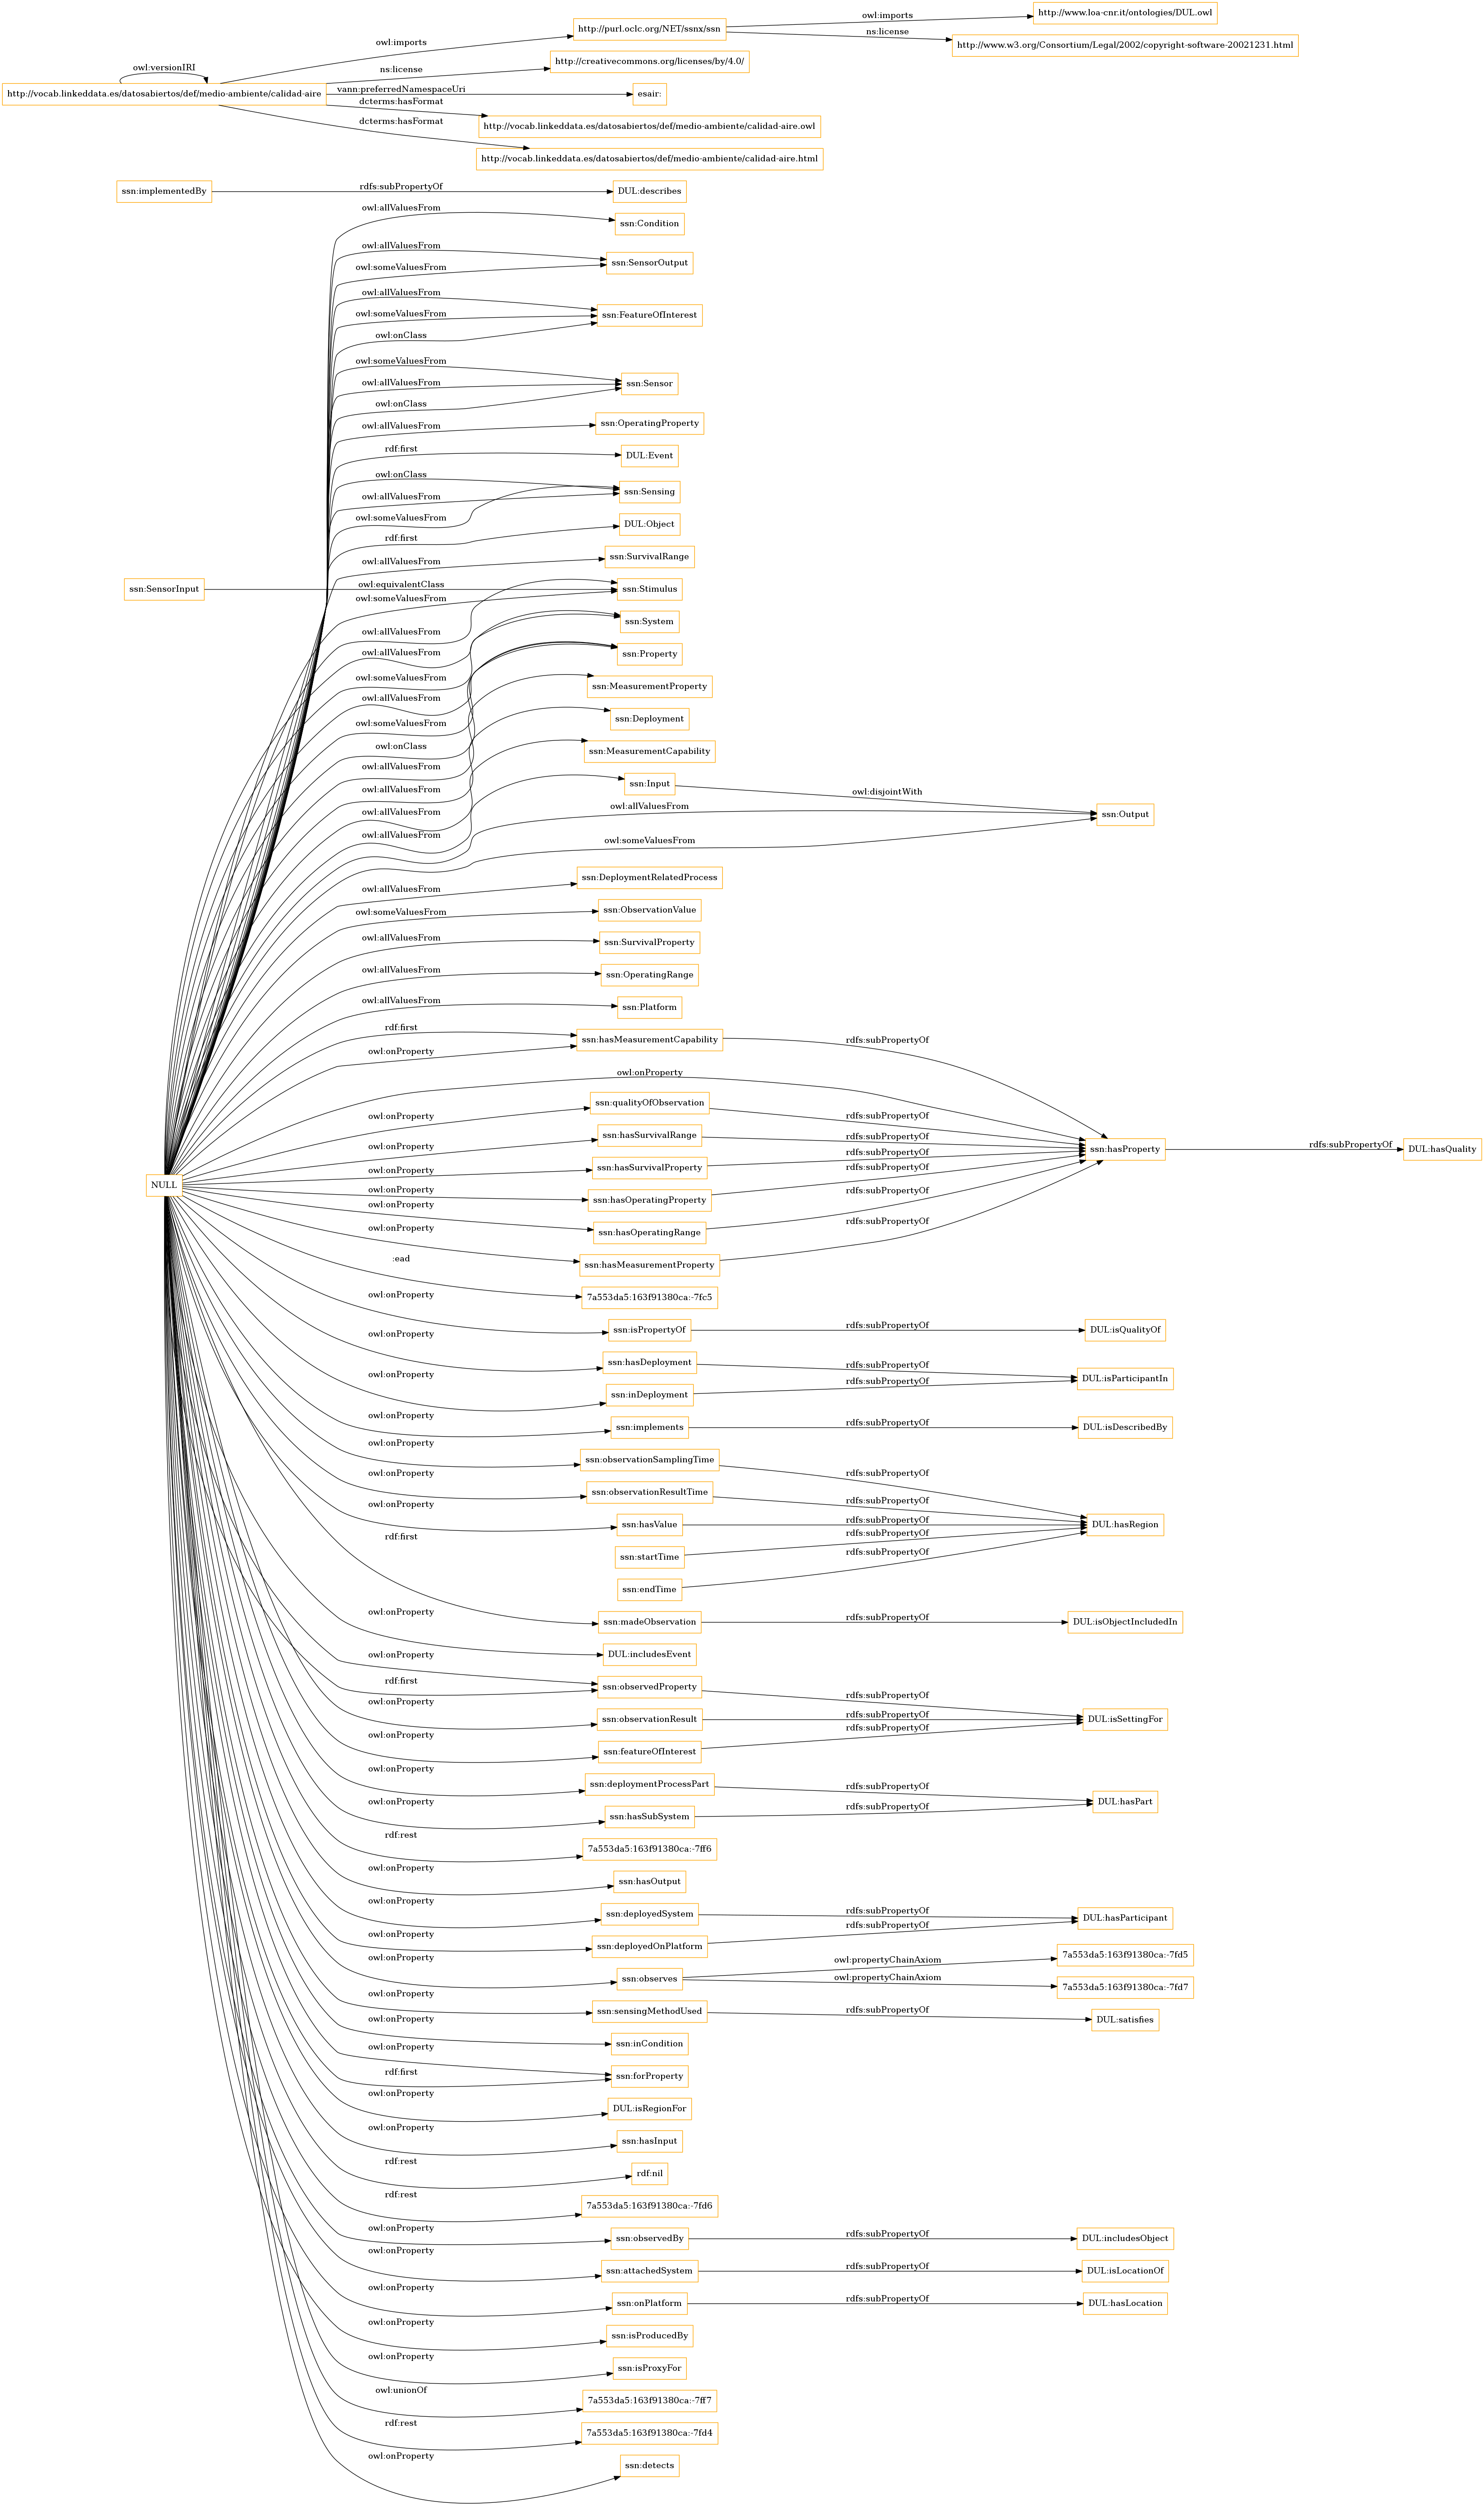 http://www.loa-cnr.it/ontologies/DUL.owl
owl:imports
http://purl.oclc.org/NET/ssnx/ssn
ns:license
http://www.w3.org/Consortium/Legal/2002/copyright-software-20021231.html
owl:imports
owl:versionIRI
ns:license
http://creativecommons.org/licenses/by/4.0/
http://vocab.linkeddata.es/datosabiertos/def/medio-ambiente/calidad-aire
vann:preferredNamespaceUri
esair:
dcterms:hasFormat
http://vocab.linkeddata.es/datosabiertos/def/medio-ambiente/calidad-aire.owl
dcterms:hasFormat
http://vocab.linkeddata.es/datosabiertos/def/medio-ambiente/calidad-aire.html
ssn:implementedBy
rdfs:subPropertyOf
DUL:describes
owl:allValuesFrom
ssn:Condition
owl:allValuesFrom
ssn:SensorOutput
owl:someValuesFrom
owl:allValuesFrom
ssn:FeatureOfInterest
owl:someValuesFrom
owl:onClass
owl:someValuesFrom
ssn:Sensor
owl:allValuesFrom
owl:onClass
owl:allValuesFrom
ssn:OperatingProperty
rdf:first
DUL:Event
owl:onClass
ssn:Sensing
owl:allValuesFrom
owl:someValuesFrom
DUL:Object
rdf:first
owl:allValuesFrom
ssn:SurvivalRange
ssn:SensorInput
owl:equivalentClass
ssn:Stimulus
owl:someValuesFrom
owl:allValuesFrom
ssn:System
owl:allValuesFrom
ssn:Property
owl:someValuesFrom
ssn:MeasurementProperty
owl:allValuesFrom
ssn:Deployment
owl:someValuesFrom
owl:onClass
ssn:MeasurementCapability
owl:allValuesFrom
ssn:Input
owl:allValuesFrom
owl:disjointWith
owl:allValuesFrom
owl:allValuesFrom
ssn:Output
owl:allValuesFrom
owl:someValuesFrom
owl:allValuesFrom
ssn:DeploymentRelatedProcess
owl:someValuesFrom
ssn:ObservationValue
owl:allValuesFrom
ssn:SurvivalProperty
owl:allValuesFrom
ssn:OperatingRange
owl:allValuesFrom
ssn:Platform
rdf:first
ssn:hasMeasurementCapability
rdfs:subPropertyOf
owl:onProperty
owl:onProperty
ssn:qualityOfObservation
rdfs:subPropertyOf
owl:onProperty
ssn:hasSurvivalRange
rdfs:subPropertyOf
owl:onProperty
ssn:hasProperty
rdfs:subPropertyOf
DUL:hasQuality
ssn:hasSurvivalProperty
rdfs:subPropertyOf
owl:onProperty
NULL
ssn:hasOperatingProperty
rdfs:subPropertyOf
owl:onProperty
ssn:hasOperatingRange
rdfs:subPropertyOf
owl:onProperty
ssn:hasMeasurementProperty
rdfs:subPropertyOf
owl:onProperty
:ead
7a553da5:163f91380ca:-7fc5
owl:onProperty
ssn:isPropertyOf
rdfs:subPropertyOf
DUL:isQualityOf
owl:onProperty
ssn:hasDeployment
rdfs:subPropertyOf
DUL:isParticipantIn
owl:onProperty
ssn:inDeployment
rdfs:subPropertyOf
owl:onProperty
ssn:implements
rdfs:subPropertyOf
DUL:isDescribedBy
owl:onProperty
ssn:observationSamplingTime
rdfs:subPropertyOf
owl:onProperty
ssn:observationResultTime
rdfs:subPropertyOf
owl:onProperty
ssn:hasValue
rdfs:subPropertyOf
DUL:hasRegion
rdf:first
ssn:startTime
rdfs:subPropertyOf
ssn:endTime
rdfs:subPropertyOf
ssn:madeObservation
rdfs:subPropertyOf
DUL:isObjectIncludedIn
owl:onProperty
DUL:includesEvent
owl:onProperty
ssn:observedProperty
rdfs:subPropertyOf
rdf:first
owl:onProperty
ssn:observationResult
rdfs:subPropertyOf
DUL:isSettingFor
owl:onProperty
ssn:featureOfInterest
rdfs:subPropertyOf
owl:onProperty
ssn:deploymentProcessPart
rdfs:subPropertyOf
DUL:hasPart
owl:onProperty
ssn:hasSubSystem
rdfs:subPropertyOf
rdf:rest
7a553da5:163f91380ca:-7ff6
owl:onProperty
ssn:hasOutput
owl:onProperty
ssn:deployedSystem
rdfs:subPropertyOf
DUL:hasParticipant
owl:onProperty
ssn:deployedOnPlatform
rdfs:subPropertyOf
owl:onProperty
ssn:observes
owl:propertyChainAxiom
7a553da5:163f91380ca:-7fd5
owl:propertyChainAxiom
7a553da5:163f91380ca:-7fd7
owl:onProperty
ssn:sensingMethodUsed
rdfs:subPropertyOf
DUL:satisfies
owl:onProperty
ssn:inCondition
owl:onProperty
ssn:forProperty
rdf:first
owl:onProperty
DUL:isRegionFor
owl:onProperty
ssn:hasInput
rdf:rest
rdf:nil
rdf:rest
7a553da5:163f91380ca:-7fd6
owl:onProperty
ssn:observedBy
rdfs:subPropertyOf
DUL:includesObject
owl:onProperty
ssn:attachedSystem
rdfs:subPropertyOf
DUL:isLocationOf
owl:onProperty
ssn:onPlatform
rdfs:subPropertyOf
DUL:hasLocation
owl:onProperty
ssn:isProducedBy
owl:onProperty
ssn:isProxyFor
owl:unionOf
7a553da5:163f91380ca:-7ff7
rdf:rest
7a553da5:163f91380ca:-7fd4
owl:onProperty
ssn:detects